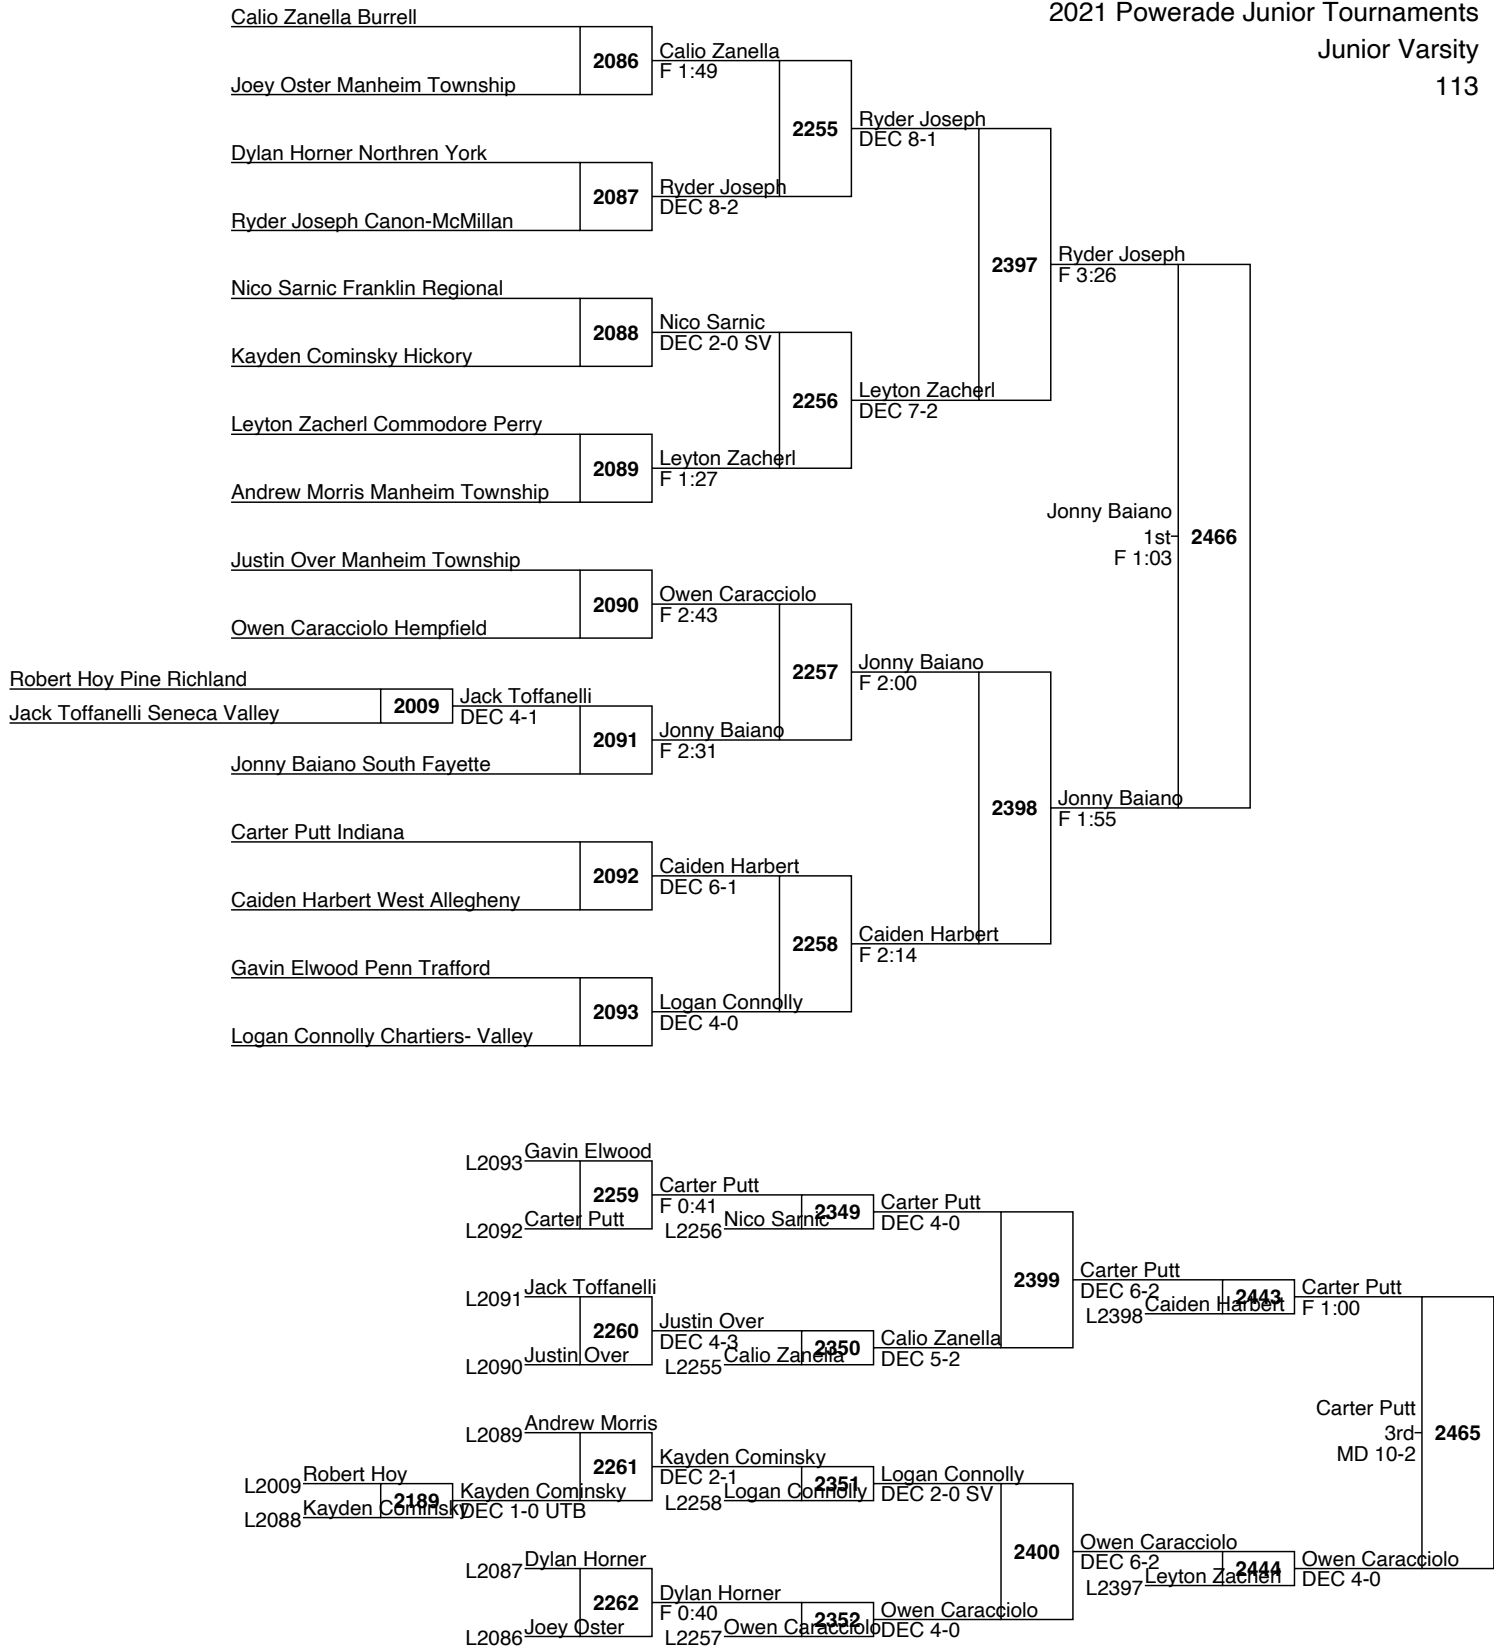 2021 Powerade Junior Tournaments
Junior Varsity
113
Calio Zanella Burrell
2086
Joey Oster Manheim Township
Calio Zanella
F 1:49
2255
Dylan Horner Northren York
2087
Ryder Joseph Canon-McMillan
Ryder Joseph
DEC 8-2
Ryder Joseph
DEC 8-1
2397
Nico Sarnic Franklin Regional
2088
Kayden Cominsky Hickory
Nico Sarnic
DEC 2-0 SV
2256
Leyton Zacherl Commodore Perry
2089
Andrew Morris Manheim Township
Leyton Zacherl
F 1:27
Leyton Zacherl
DEC 7-2
Ryder Joseph
F 3:26
Jonny Baiano
1st
F 1:03
2466
Justin Over Manheim Township
2090
Owen Caracciolo Hempfield
Owen Caracciolo
F 2:43
2257
Robert Hoy Pine Richland
2009
Jack Toffanelli Seneca Valley
Jack Toffanelli
DEC 4-1
2091
Jonny Baiano South Fayette
Jonny Baiano
F 2:31
Jonny Baiano
F 2:00
2398
Jonny Baiano
F 1:55
Carter Putt Indiana
2092
Caiden Harbert West Allegheny
Caiden Harbert
DEC 6-1
2258
Caiden Harbert
F 2:14
Gavin Elwood Penn Trafford
2093
Logan Connolly Chartiers- Valley
Logan Connolly
DEC 4-0
L2093
Gavin Elwood
2259
L2092
Carter Putt
Carter Putt
F 0:41
2349
L2256
Nico Sarnic
Carter Putt
DEC 4-0
2399
L2091
Jack Toffanelli
2260
L2090
Justin Over
Justin Over
DEC 4-3
2350
L2255
Calio Zanella
Calio Zanella
DEC 5-2
Carter Putt
DEC 6-2
2443
L2398
Caiden Harbert
Carter Putt
F 1:00
Carter Putt
3rd
MD 10-2
2465
L2089
Andrew Morris
2261
L2009
Robert Hoy
2189
L2088
Kayden Cominsky
Kayden Cominsky
DEC 1-0 UTB
Kayden Cominsky
DEC 2-1
2351
L2258
Logan Connolly
Logan Connolly
DEC 2-0 SV
2400
L2087
Dylan Horner
2262
L2086
Joey Oster
Dylan Horner
F 0:40
2352
L2257
Owen Caracciolo
Owen Caracciolo
DEC 4-0
Owen Caracciolo
DEC 6-2
2444
L2397
Leyton Zacherl
Owen Caracciolo
DEC 4-0